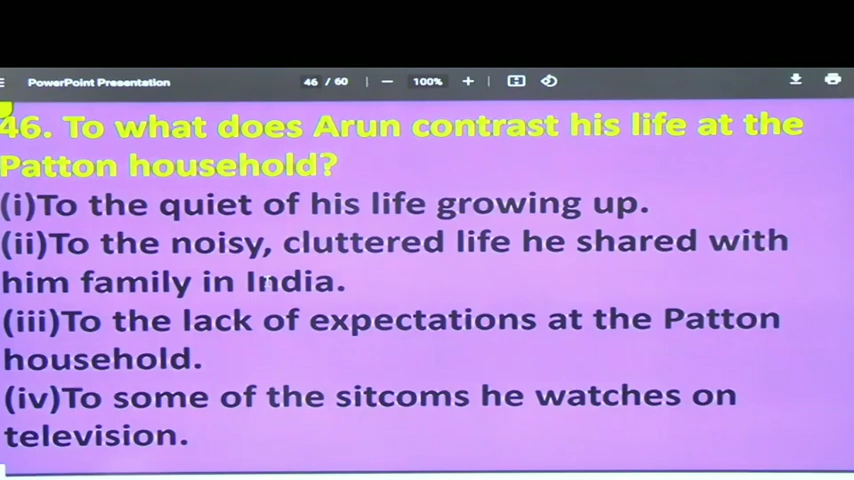 PowerPoint Presentation
46 / 60
100%
46. To what does Arun contrast his life at the
Patton household?
(i)To the quiet of his life growing up.
(ii)To the noisy, cluttered life he shared with
him family in India.
(iii)To the lack of expectations at the Patton
household.
(iv)To some of the sitcoms he watches on
television.